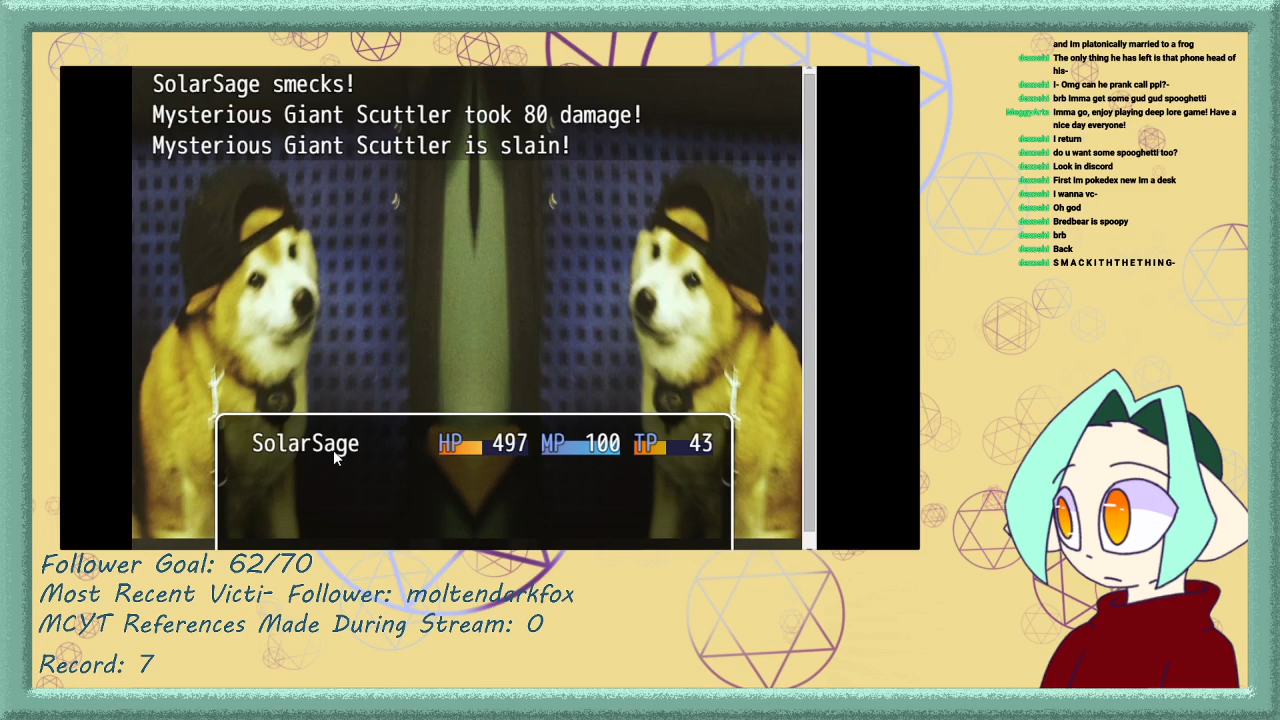 SolarSage smecks!
Mysterious Giant Scuttler took 80 damage!
Mysterious Giant Scuttler is slain!
SolarSage HP 497 MP 100 TP 43
and Im platonically married to a frog
The only thing he has left is that phone head of
his-
I- Omg can he prank call ppl?-
brb Imma get some gud gud spooghetti
MoggyArts Imma go, enjoy playing deep lore game! Have a
nice day everyone!
I return
do u want some spooghetti too?
Look in discord
First Im pokedex new Im a desk
I wanna vc-
Oh god
Bredbear is spoopy
brb
Back
S M A C K I T H T H E T H I N G-
Follower Goal: 62/70
Most Recent Victi- Follower: moltendarkfox
MCYT References Made During Stream: 0
Record: 7